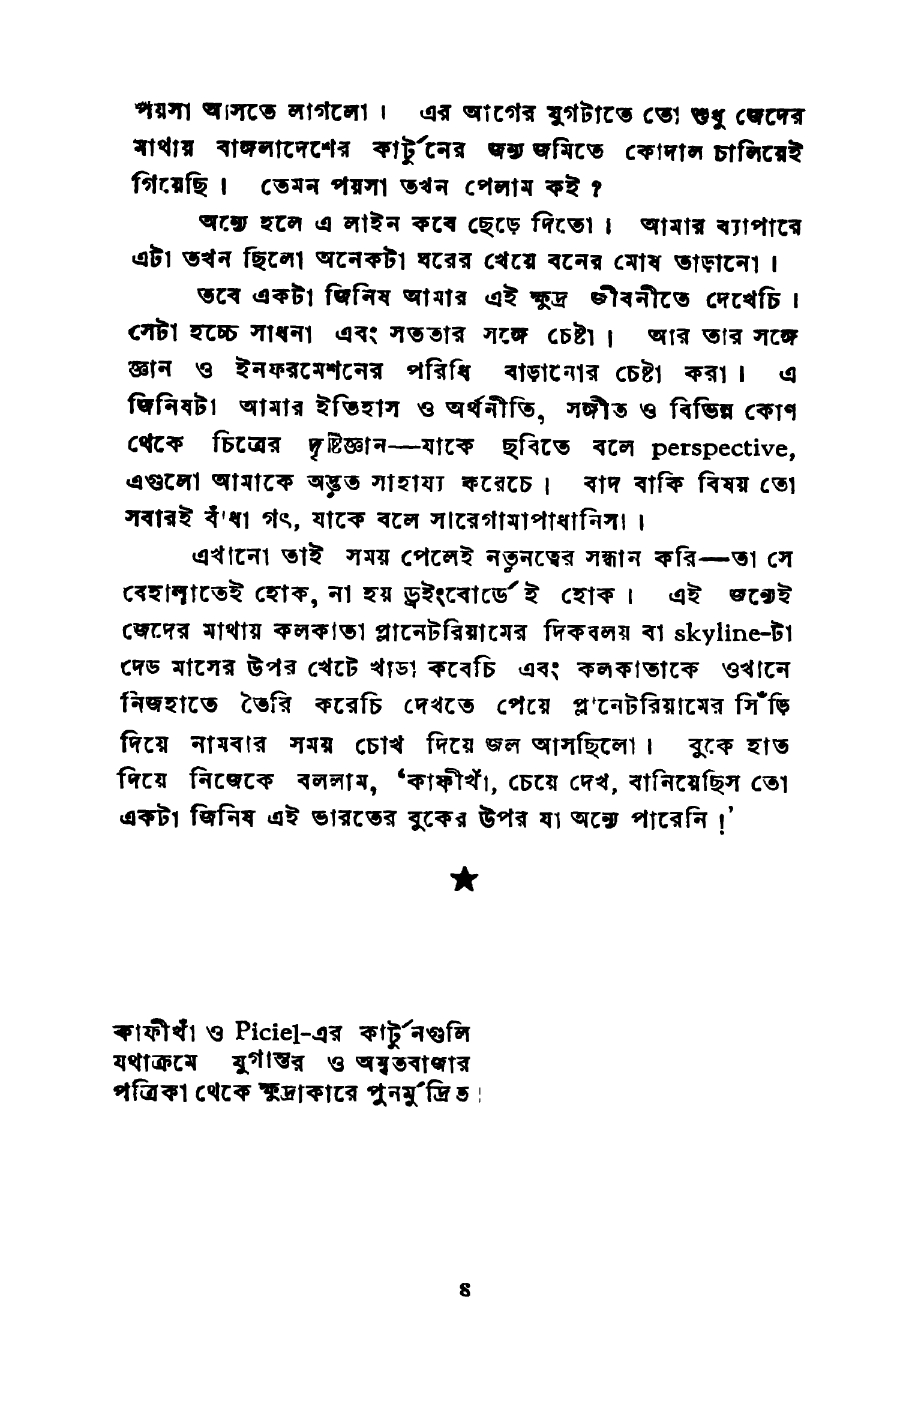 পয়সা আসতে লাগলো। এর আগের যুগটাতে তো শুধু জেদের
মাথায় বাঙ্গলাদেশের কার্টুনের জন্য জমিতে কোদাল চালিয়েই
গিয়েছি। তেমন পয়সা তখন পেলাম কই?
অন্যে হলে এ লাইন কবে ছেড়ে দিতো। আমার ব্যাপারে
এটা তখন ছিলো অনেকটা ঘরের খেয়ে বনের মোষ তাড়ানো।
তবে একটা জিনিষ আমার এই ক্ষুদ্র জীবনীতে দেখেচি।
সেটা হচ্চে সাধনা এবং সততার সঙ্গে চেষ্টা। আর তার সঙ্গে
জ্ঞান ও ইনফরমেশনের পরিধি বাড়ানোর চেষ্টা করা। এ
জিনিষটা আমার ইতিহাস ও অর্থনীতি, সঙ্গীত ও বিভিন্ন কোণ
থেকে চিত্রের দৃষ্টিজ্ঞান—যাকে ছবিতে বলে perspective,
এগুলো আমাকে অদ্ভুত সাহায্য করেচে। বাদ বাকি বিষয় তো
সবারই বাঁধা গৎ, যাকে বলে সারেগামাপাধানিসা।
এখানো তাই সময় পেলেই নতুনত্বের সন্ধান করি—তা সে
বেহালাতেই হোক, না হয় ড্রইংবোর্ডে ই হোক। এই জন্যেই
জেদের মাথায় কলকাতা প্লানেটরিয়ামের দিকবলয় বা skyline-টা
দেড মাসের উপর খেটে খাড়া কবেচি এবং কলকাতাকে ওখানে
নিজহাতে তৈরি করেচি দেখতে পেয়ে প্লানেটরিয়ামের সিঁড়ি
দিয়ে নামবার সময় চোখ দিয়ে জল আসছিলো। বুকে হাত
দিয়ে নিজেকে বললাম, ‘কাফীখাঁ, চেয়ে দেখ, বানিয়েছিস তো
একটা জিনিষ এই ভারতের বুকের উপর যা অন্যে পারেনি!’
★
কাফীখাঁ ও Piciel-এর কার্টুনগুলি
যথাক্রমে যুগান্তর ও অমৃতবাজার
পত্রিকা থেকে ক্ষুদ্রাকারে পুনর্মুদ্রিত।
৪